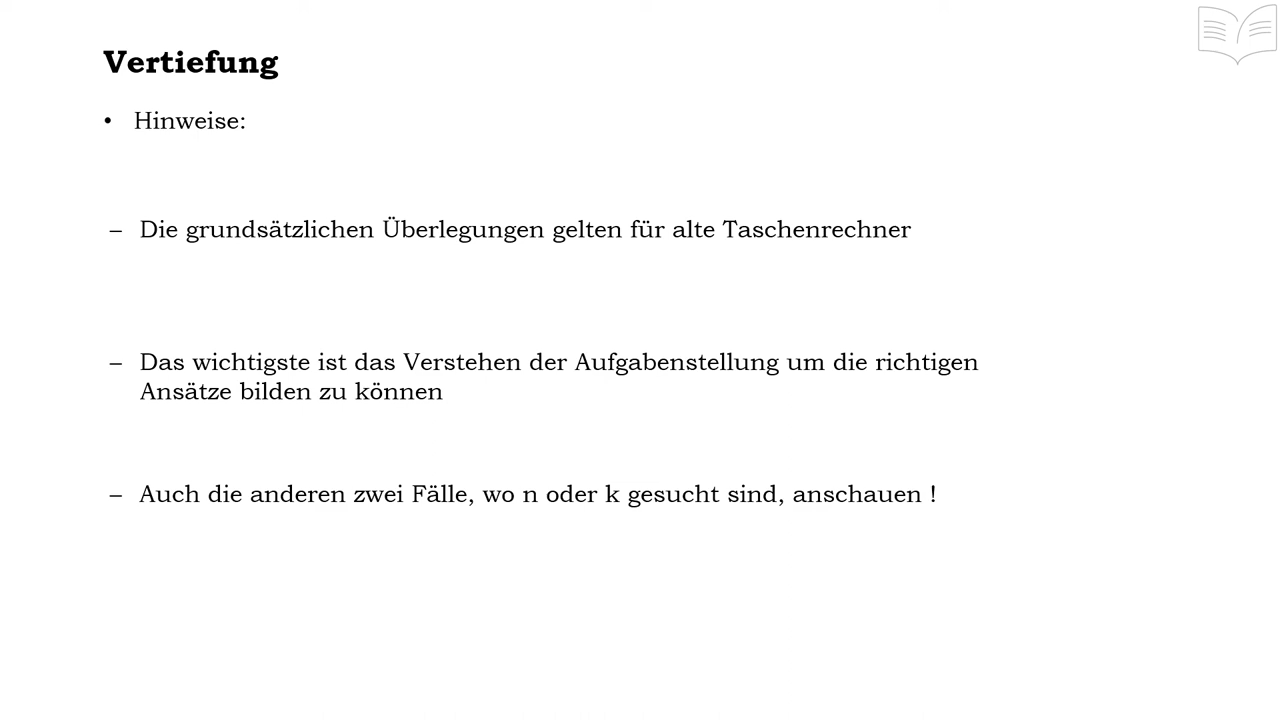 Vertiefung
• Hinweise:
– Die grundsätzlichen Überlegungen gelten für alte Taschenrechner
– Das wichtigste ist das Verstehen der Aufgabenstellung um die richtigen
Ansätze bilden zu können
– Auch die anderen zwei Fälle, wo n oder k gesucht sind, anschauen !